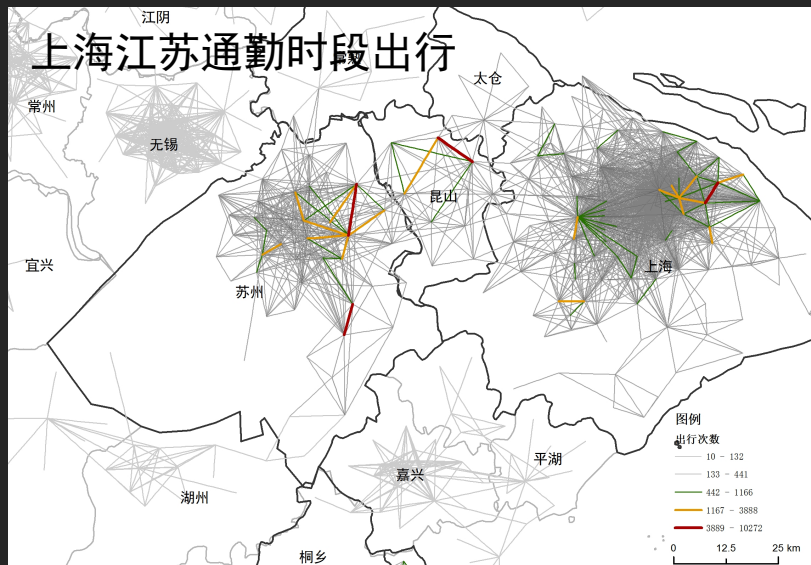 江阴
上海江苏通勤时段出行
常熟
太仓
常州
无锡
昆山
宜兴
上海
苏州
图例
出行次数
10 - 132
133 - 441
442 - 1166
1167 - 3888
3889 - 10272
平湖
嘉兴
湖州
桐乡
0 12.5 25 km